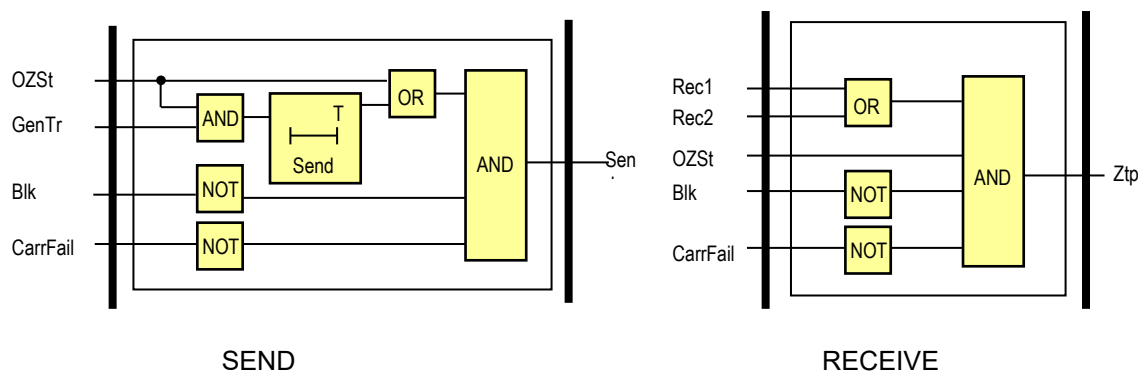 OZSt
GenTr
Blk
CarrFail
AND
T
Send
OR
NOT
NOT
AND
Sen
SEND
Rec1
Rec2
OZSt
Blk
CarrFail
OR
NOT
NOT
AND
Ztp
RECEIVE